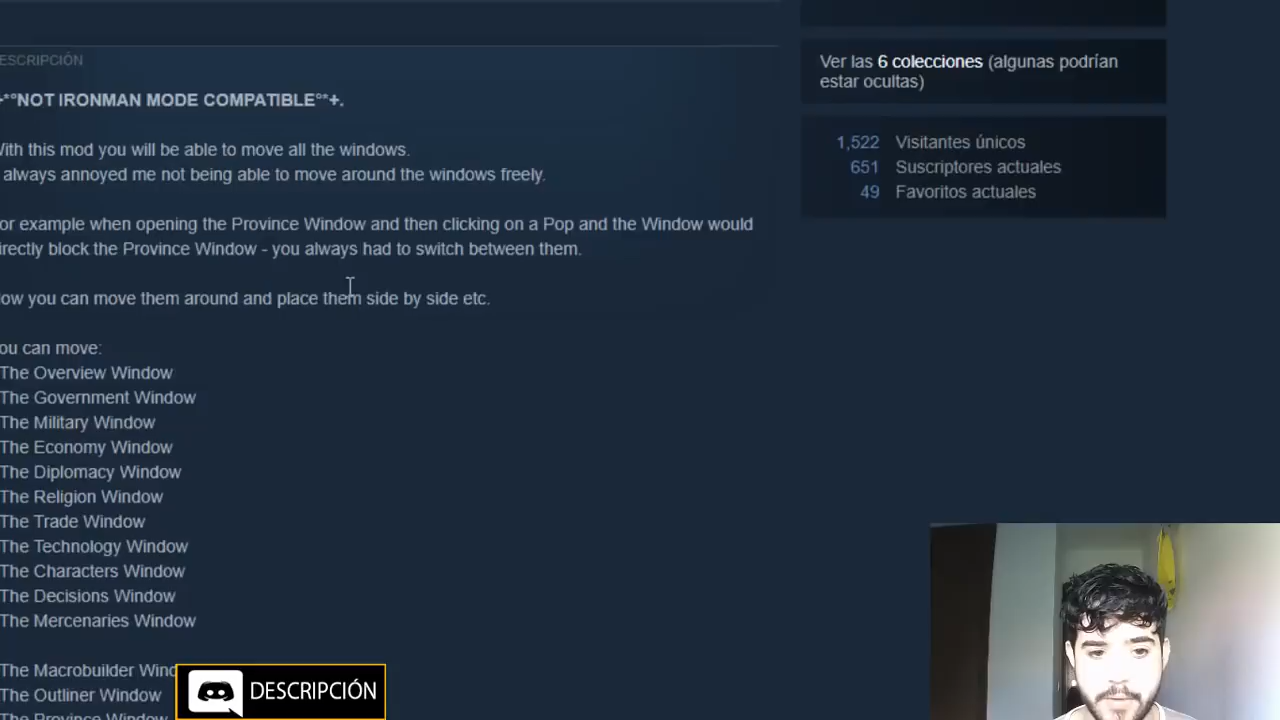 ESCRIPCIÓN
+*°NOT IRONMAN MODE COMPATIBLE°*+.
ith this mod you will be able to move all the windows.
always annoyed me not being able to move around the windows freely.
or example when opening the Province Window and then clicking on a Pop and the Window would
irectly block the Province Window - you always had to switch between them.
ow you can move them around and place them side by side etc.
ou can move:
The Overview Window
The Government Window
The Military Window
The Economy Window
The Diplomacy Window
The Religion Window
The Trade Window
The Technology Window
The Characters Window
The Decisions Window
The Mercenaries Window
The Macrobuilder Wind
The Outliner Window
The Province Window
DESCRIPCIÓN
Ver las 6 colecciones (algunas podrían
estar ocultas)
1,522 Visitantes únicos
651 Suscriptores actuales
49 Favoritos actuales